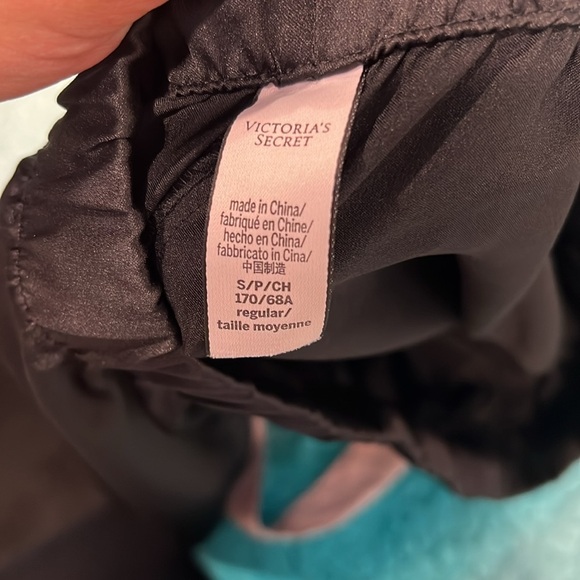 VICTORIA'S
SECRET
made in China/
fabriqué en Chine/
hecho en China/
fabbricato in Cina/
中国制造
S/P/CH
170/68A
regular/
taille moyenne